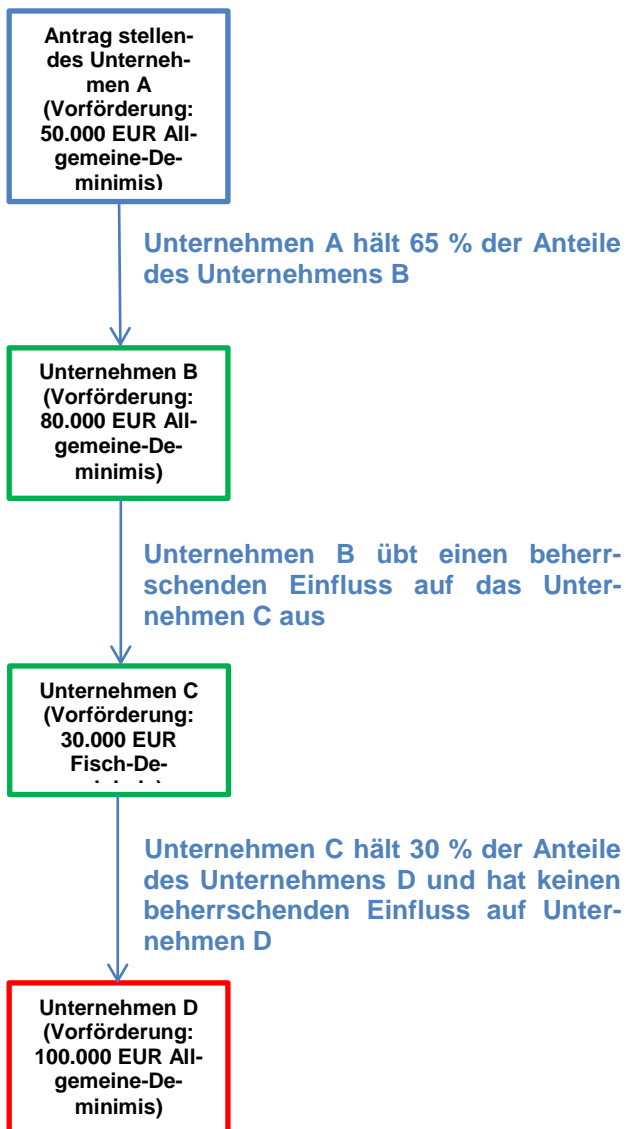 Antrag stellen-
des Unterneh-
men A
(Vorförderung:
50.000 EUR All-
gemeine-De-
minimis)
Unternehmen A hält 65 % der Anteile
des Unternehmens B
Unternehmen B
(Vorförderung:
80.000 EUR All-
gemeine-De-
minimis)
Unternehmen B übt einen beherr-
schenden Einfluss auf das Unter-
nehmen C aus
Unternehmen C
(Vorförderung:
30.000 EUR
Fisch-De-
Unternehmen C hält 30 % der Anteile
des Unternehmens D und hat keinen
beherrschenden Einfluss auf Unter-
nehmen D
Unternehmen D
(Vorförderung:
100.000 EUR All-
gemeine-De-
minimis)